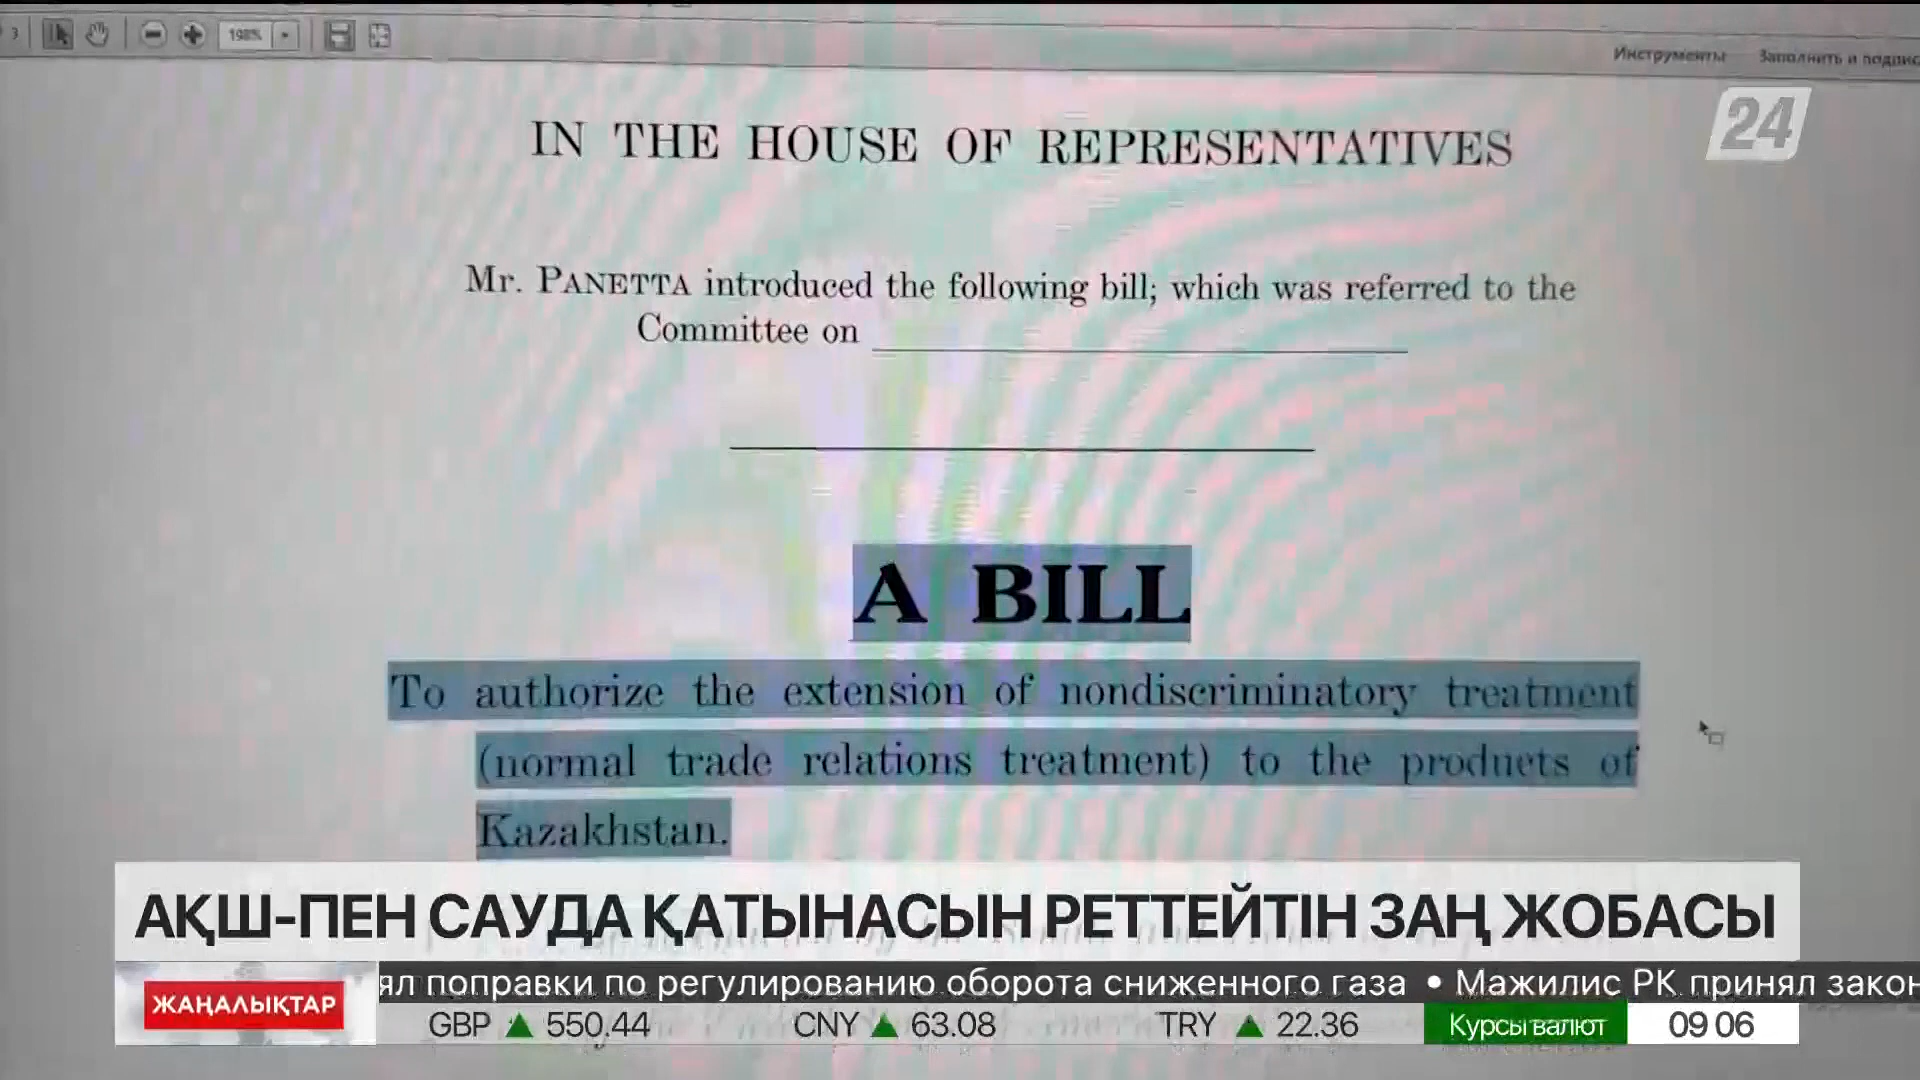 3
198%
Инструменты
Заполнить и подпис
24
IN THE HOUSE OF REPRESENTATIVES
Mr. PANETTA introduced the following bill; which was referred to the
Committee on
A BILL
To authorize the extension of nondiscriminatory treatment
(normal trade relations treatment) to the products of
Kazakhstan.
АҚШ-ПЕН САУДА ҚАТЫНАСЫН РЕТТЕЙТІН ЗАҢ ЖОБАСЫ
ЖАҢАЛЫҚТАР
ял поправки по регулированию оборота сниженного газа • Мажилис РК принял закон
GBP ▲ 550.44 CNY ▲ 63.08 TRY ▲ 22.36 Курсы валют 09 06